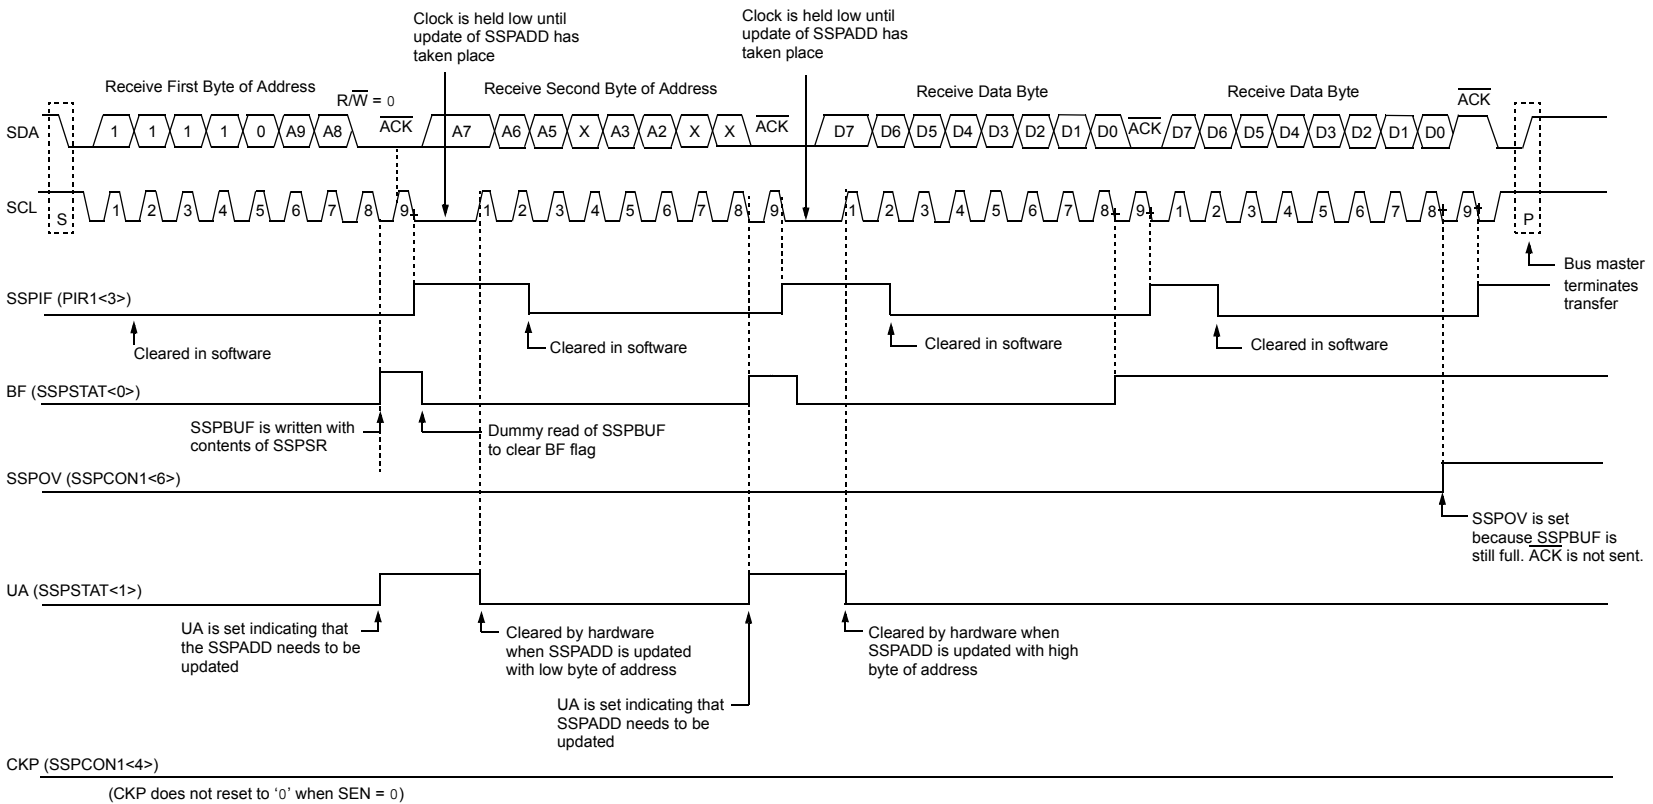 Clock is held low until
update of SSPADD has
taken place
Clock is held low until
update of SSPADD has
taken place
Receive First Byte of Address
R/W = 0
ACK
Receive Second Byte of Address
ACK
Receive Data Byte
ACK
Receive Data Byte
ACK
SDA
1 1 1 1 0 A9 A8
A7 A6 A5 X A3 A2 X X
D7 D6 D5 D4 D3 D2 D1 D0
D7 D6 D5 D4 D3 D2 D1 D0
SCL
S
1 2 3 4 5 6 7 8 9
1 2 3 4 5 6 7 8 9
1 2 3 4 5 6 7 8 9
1 2 3 4 5 6 7 8 9
P
Bus master
terminates
transfer
SSPIF (PIR1<3>)
Cleared in software
Cleared in software
Cleared in software
Cleared in software
BF (SSPSTAT<0>)
SSPBUF is written with
contents of SSPSR
Dummy read of SSPBUF
to clear BF flag
SSPOV (SSPCON1<6>)
SSPOV is set
because SSPBUF is
still full. ACK is not sent.
UA (SSPSTAT<1>)
UA is set indicating that
the SSPADD needs to be
updated
Cleared by hardware
when SSPADD is updated
with low byte of address
UA is set indicating that
SSPADD needs to be
updated
Cleared by hardware when
SSPADD is updated with high
byte of address
CKP (SSPCON1<4>)
(CKP does not reset to ‘0’ when SEN = 0)